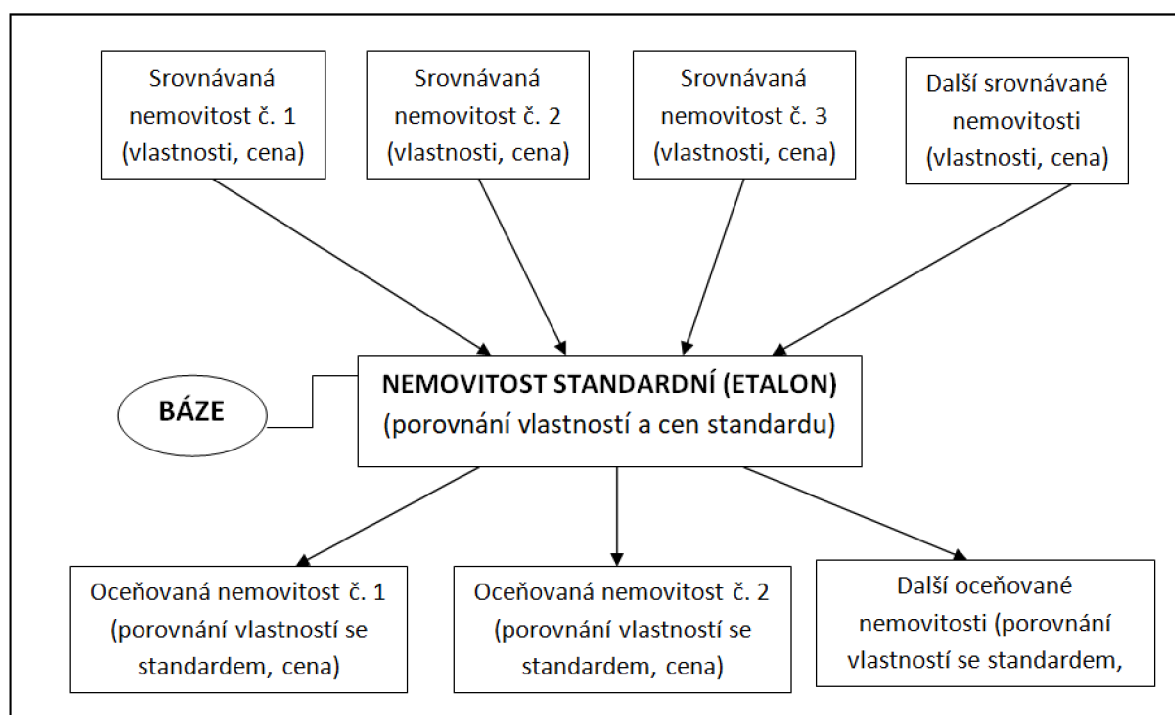 Srovnávaná
nemovitost č. 1
(vlastnosti, cena)
Srovnávaná
nemovitost č. 2
(vlastnosti, cena)
Srovnávaná
nemovitost č. 3
(vlastnosti, cena)
Další srovnávané
nemovitosti
(vlastnosti, cena)
BÁZE
NEMOVITOST STANDARDNÍ (ETALON)
(porovnání vlastností a cen standardu)
Oceňovaná nemovitost č. 1
(porovnání vlastností se
standardem, cena)
Oceňovaná nemovitost č. 2
(porovnání vlastností se
standardem, cena)
Další oceňované
nemovitosti (porovnání
vlastností se standardem,